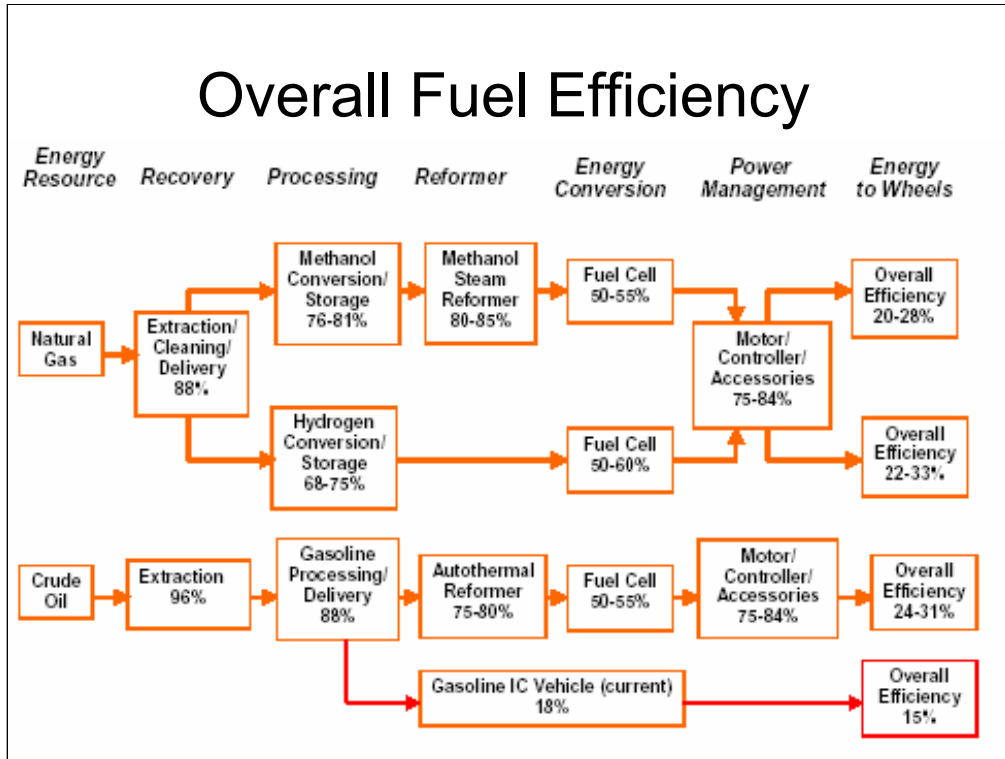 Overall Fuel Efficiency
Energy
Resource
Recovery
Processing
Reformer
Energy
Conversion
Power
Management
Energy
to Wheels
Natural
Gas
Extraction/
Cleaning/
Delivery
88%
Methanol
Conversion/
Storage
76-81%
Methanol
Steam
Reformer
80-85%
Fuel Cell
50-55%
Motor/
Controller/
Accessories
75-84%
Overall
Efficiency
20-28%
Hydrogen
Conversion/
Storage
68-75%
Fuel Cell
50-60%
Overall
Efficiency
22-33%
Crude
Oil
Extraction
96%
Gasoline
Processing/
Delivery
88%
Autothermal
Reformer
75-80%
Fuel Cell
50-55%
Motor/
Controller/
Accessories
75-84%
Overall
Efficiency
24-31%
Gasoline IC Vehicle (current)
18%
Overall
Efficiency
15%